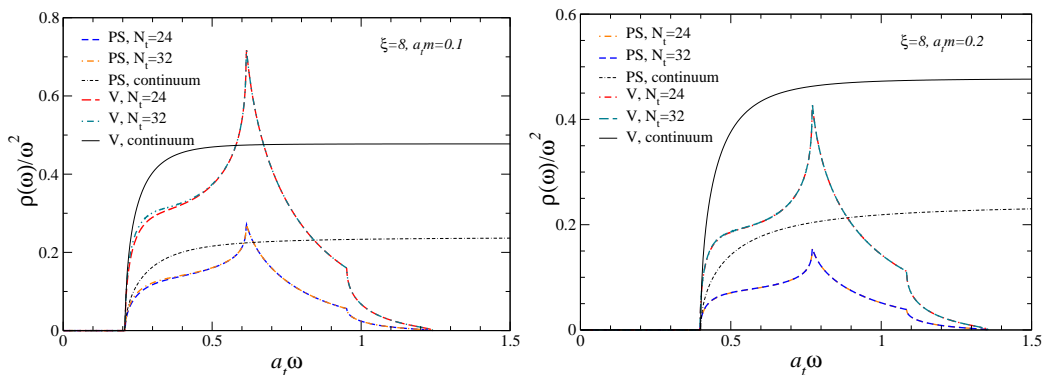 PS, N_t=24
PS, N_t=32
PS, continuum
V, N_t=24
V, N_t=32
V, continuum
ξ=8, a_t m=0.1
0.8
0.6
0.4
0.2
0
ρ(ω)/ω²
0
0.5
1
1.5
a_tω
PS, N_t=24
PS, N_t=32
PS, continuum
V, N_t=24
V, N_t=32
V, continuum
ξ=8, a_t m=0.2
0.6
0.4
0.2
0
ρ(ω)/ω²
0
0.5
1
1.5
a_tω